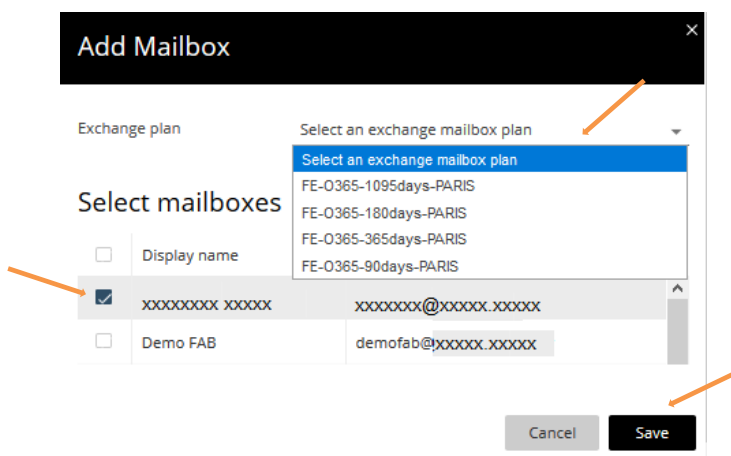 Add Mailbox
Exchange plan Select an exchange mailbox plan
Select an exchange mailbox plan
FE-O365-1095days-PARIS
FE-O365-180days-PARIS
FE-O365-365days-PARIS
FE-O365-90days-PARIS
Select mailboxes
Display name
xxxxxxxx xxxxx xxxxxxx@xxxxx.xxxxx
Demo FAB demofab@xxxxx.xxxxx
Cancel Save